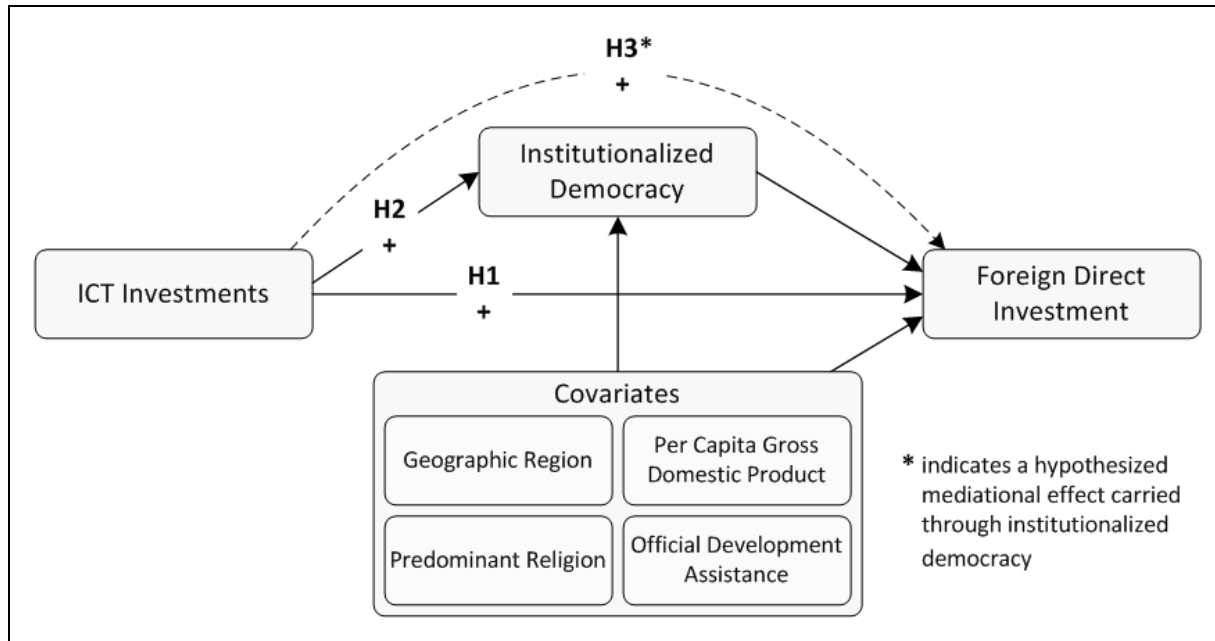 H3*
+
Institutionalized
Democracy
H2
+
ICT Investments
H1
+
Foreign Direct
Investment
Covariates
Geographic Region
Per Capita Gross
Domestic Product
Predominant Religion
Official Development
Assistance
* indicates a hypothesized
mediational effect carried
through institutionalized
democracy